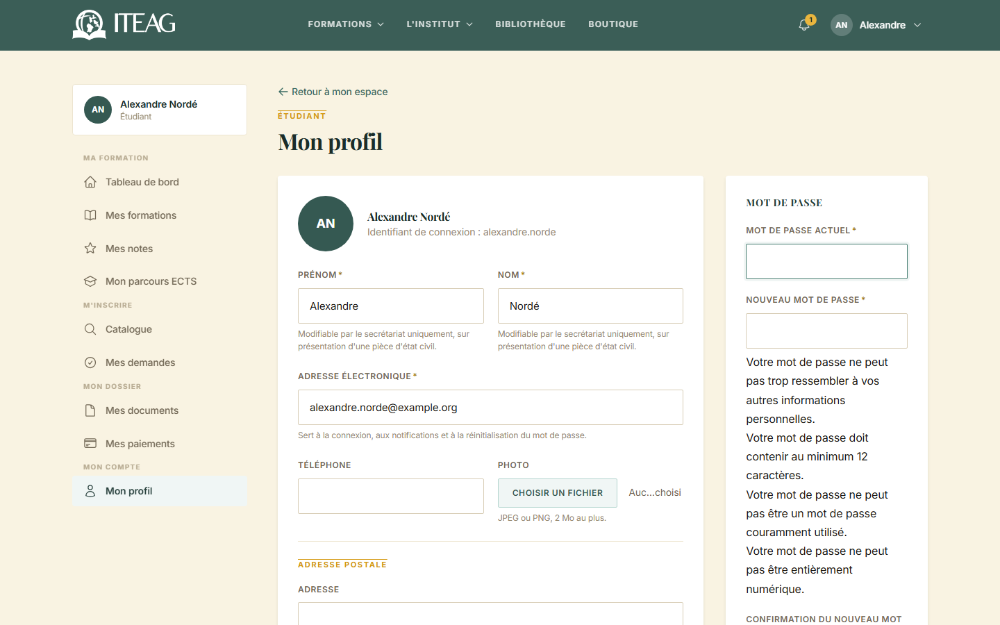 ITEAG
FORMATIONS
L'INSTITUT
BIBLIOTHÈQUE
BOUTIQUE
1
AN
Alexandre
AN
Alexandre Nordé
Étudiant
MA FORMATION
Tableau de bord
Mes formations
Mes notes
Mon parcours ECTS
M'INSCRIRE
Catalogue
Mes demandes
MON DOSSIER
Mes documents
Mes paiements
MON COMPTE
Mon profil
Retour à mon espace
ÉTUDIANT
Mon profil
AN
Alexandre Nordé
Identifiant de connexion : alexandre.norde
PRÉNOM *
Alexandre
Modifiable par le secrétariat uniquement, sur
présentation d'une pièce d'état civil.
NOM *
Nordé
Modifiable par le secrétariat uniquement, sur
présentation d'une pièce d'état civil.
ADRESSE ÉLECTRONIQUE *
alexandre.norde@example.org
Sert à la connexion, aux notifications et à la réinitialisation du mot de passe.
TÉLÉPHONE
PHOTO
CHOISIR UN FICHIER
Auc...choisi
JPEG ou PNG, 2 Mo au plus.
ADRESSE POSTALE
ADRESSE
MOT DE PASSE
MOT DE PASSE ACTUEL *
NOUVEAU MOT DE PASSE *
Votre mot de passe ne peut
pas trop ressembler à vos
autres informations
personnelles.
Votre mot de passe doit
contenir au minimum 12
caractères.
Votre mot de passe ne peut
pas être un mot de passe
couramment utilisé.
Votre mot de passe ne peut
pas être entièrement
numérique.
CONFIRMATION DU NOUVEAU MOT